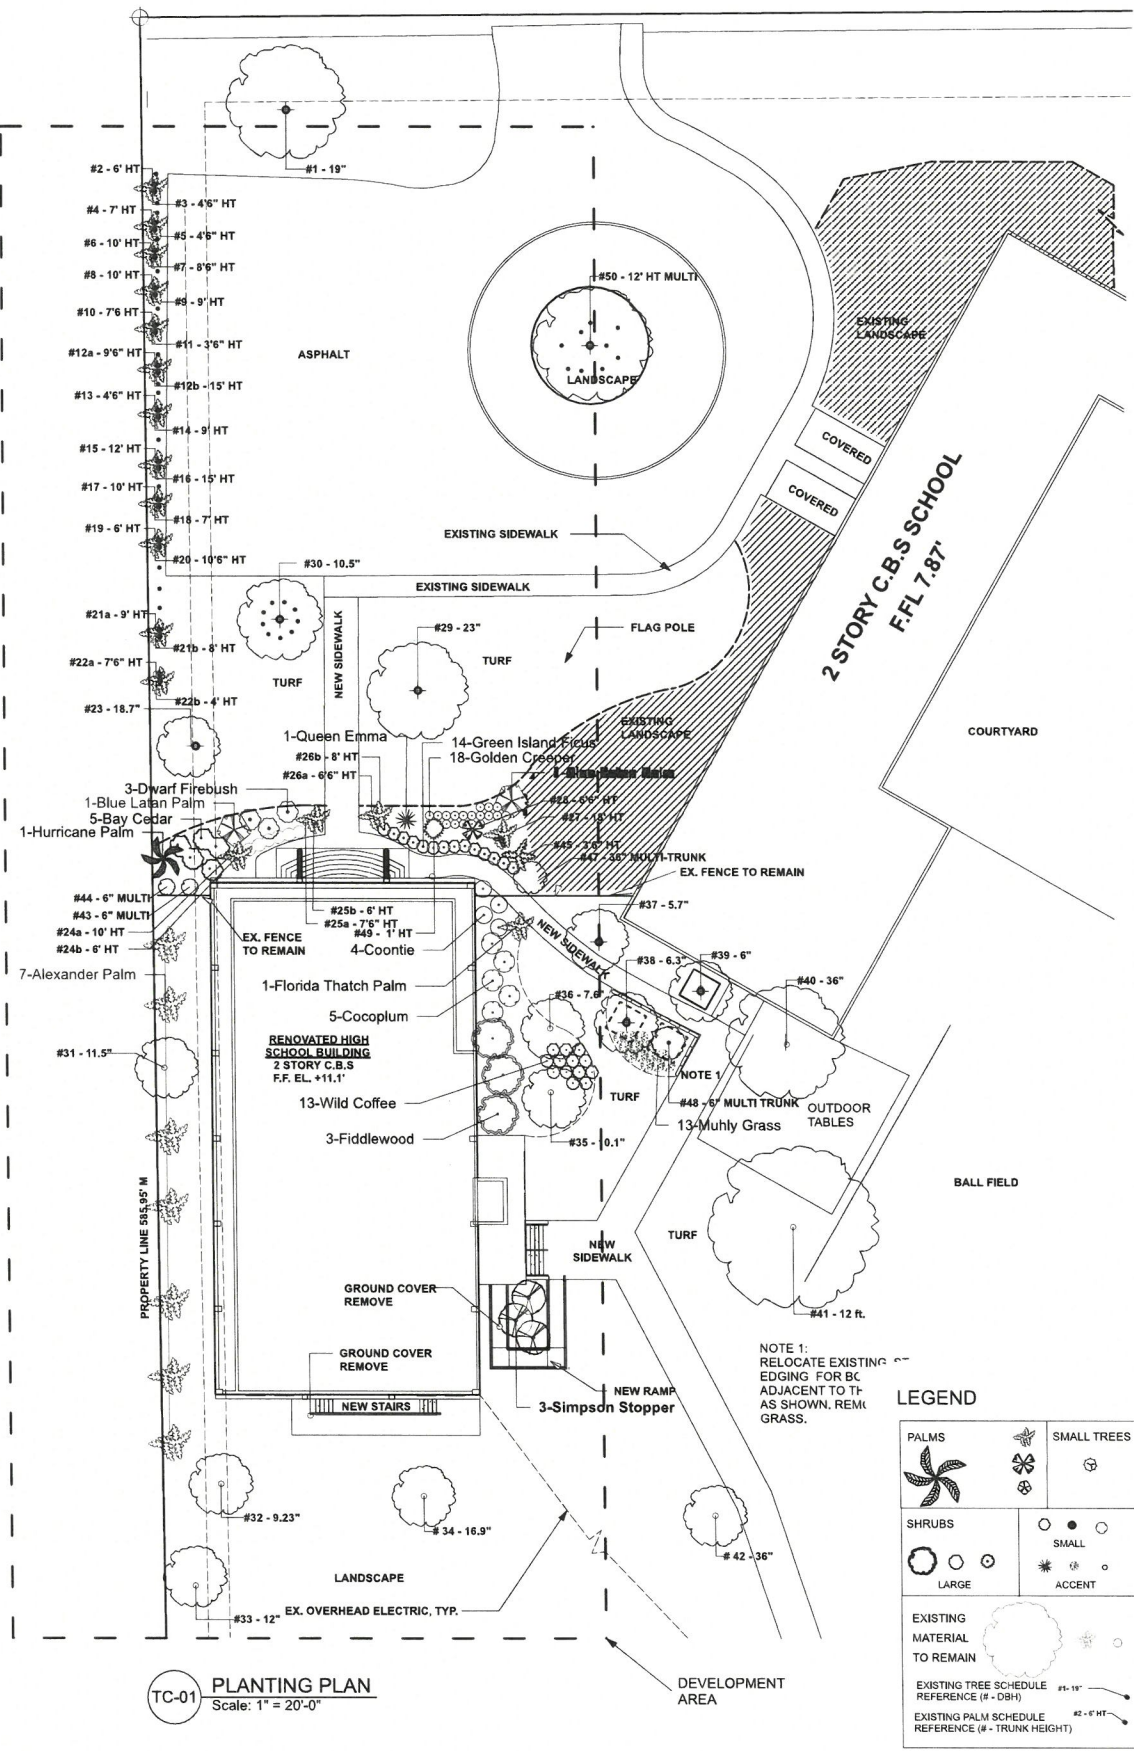 #1 - 19"
#2 - 6' HT
#3 - 4'6" HT
#4 - 7' HT
#5 - 4'6" HT
#6 - 10' HT
#7 - 8'6" HT
#8 - 10' HT
#9 - 9' HT
#10 - 7'6 HT
#11 - 3'6" HT
#12a - 9'6" HT
#12b - 15' HT
#13 - 4'6" HT
#14 - 9' HT
#15 - 12' HT
#16 - 15' HT
#17 - 10' HT
#18 - 7' HT
#19 - 6' HT
#20 - 10'6" HT
#50 - 12' HT MULTI
LANDSCAPE
ASPHALT
EXISTING
LANDSCAPE
COVERED
COVERED
2 STORY C.B.S SCHOOL
F.FL 7.87'
EXISTING SIDEWALK
EXISTING SIDEWALK
#30 - 10.5"
#21a - 9' HT
#21b - 8' HT
#22a - 7'6" HT
#22b - 4' HT
#23 - 18.7"
TURF
NEW SIDEWALK
#29 - 23"
TURF
FLAG POLE
EXISTING
LANDSCAPE
COURTYARD
1-Queen Emma
14-Green Island Ficus
18-Golden Creeper
#26b - 8' HT
#26a - 6'6" HT
3-Dwarf Firebush
1-Blue Latan Palm
5-Bay Cedar
1-Hurricane Palm
#28 - 6'6" HT
#27 - 13' HT
#45 - 3'6" HT
#47 - 36" MULTI-TRUNK
EX. FENCE TO REMAIN
#44 - 6" MULTI
#43 - 6" MULTI
#24a - 10' HT
#24b - 6' HT
EX. FENCE
TO REMAIN
#25b - 6' HT
#25a - 7'6" HT
#49 - 1' HT
4-Coontie
7-Alexander Palm
1-Florida Thatch Palm
5-Cocoplum
NEW SIDEWALK
#37 - 5.7"
#38 - 6.3"
#39 - 6"
#40 - 36"
#36 - 7.6"
RENOVATED HIGH
SCHOOL BUILDING
2 STORY C.B.S
F.F. EL. +11.1'
#31 - 11.5"
13-Wild Coffee
3-Fiddlewood
TURF
NOTE 1
#48 - 6" MULTI TRUNK
13-Muhly Grass
OUTDOOR
TABLES
#35 - 10.1"
PROPERTY LINE 585.95' M
BALL FIELD
TURF
NEW
SIDEWALK
#41 - 12 ft.
GROUND COVER
REMOVE
GROUND COVER
REMOVE
NEW STAIRS
NEW RAMP
3-Simpson Stopper
NOTE 1:
RELOCATE EXISTING
EDGING FOR
ADJACENT TO
AS SHOWN.
GRASS.
#32 - 9.23"
# 34 - 16.9"
# 42 - 36"
LANDSCAPE
#33 - 12"
EX. OVERHEAD ELECTRIC, TYP.
DEVELOPMENT
AREA
TC-01
PLANTING PLAN
Scale: 1" = 20'-0"
LEGEND
PALMS
SMALL TREES
SHRUBS
SMALL
LARGE
ACCENT
EXISTING
MATERIAL
TO REMAIN
EXISTING TREE SCHEDULE
REFERENCE (# - DBH)
#1- 19"
EXISTING PALM SCHEDULE
REFERENCE (# - TRUNK HEIGHT)
#2 - 6' HT